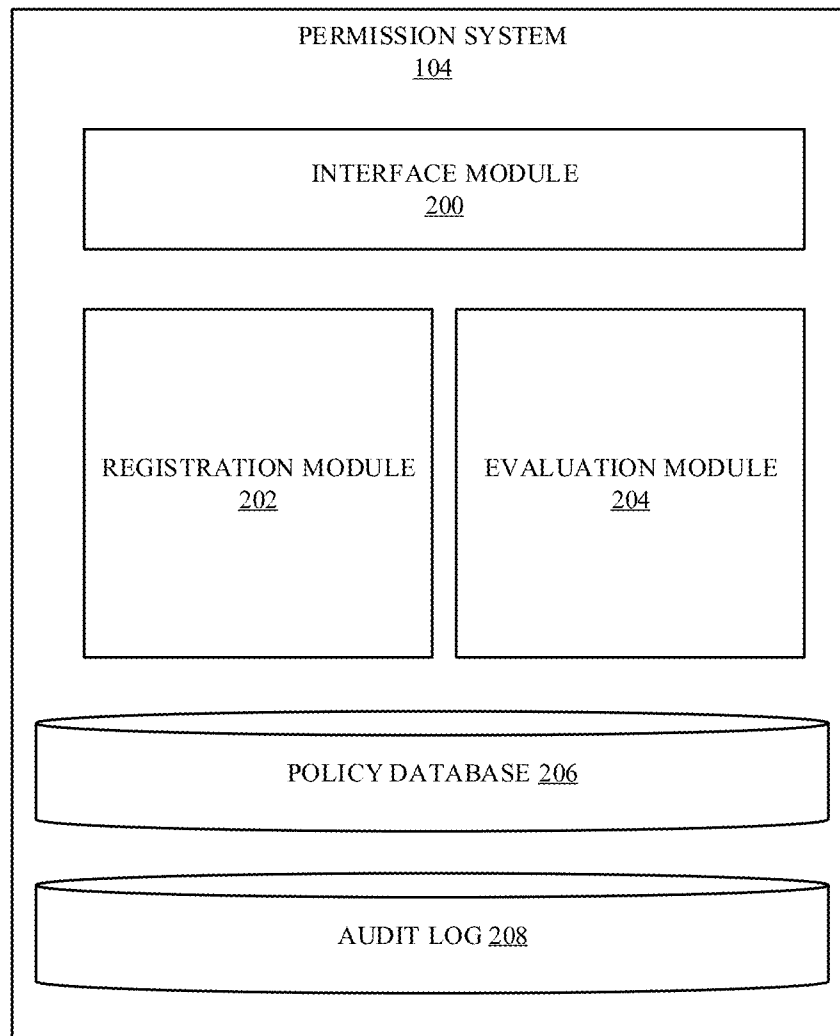 PERMISSION SYSTEM
104
INTERFACE MODULE
200
REGISTRATION MODULE
202
EVALUATION MODULE
204
POLICY DATABASE 206
AUDIT LOG 208